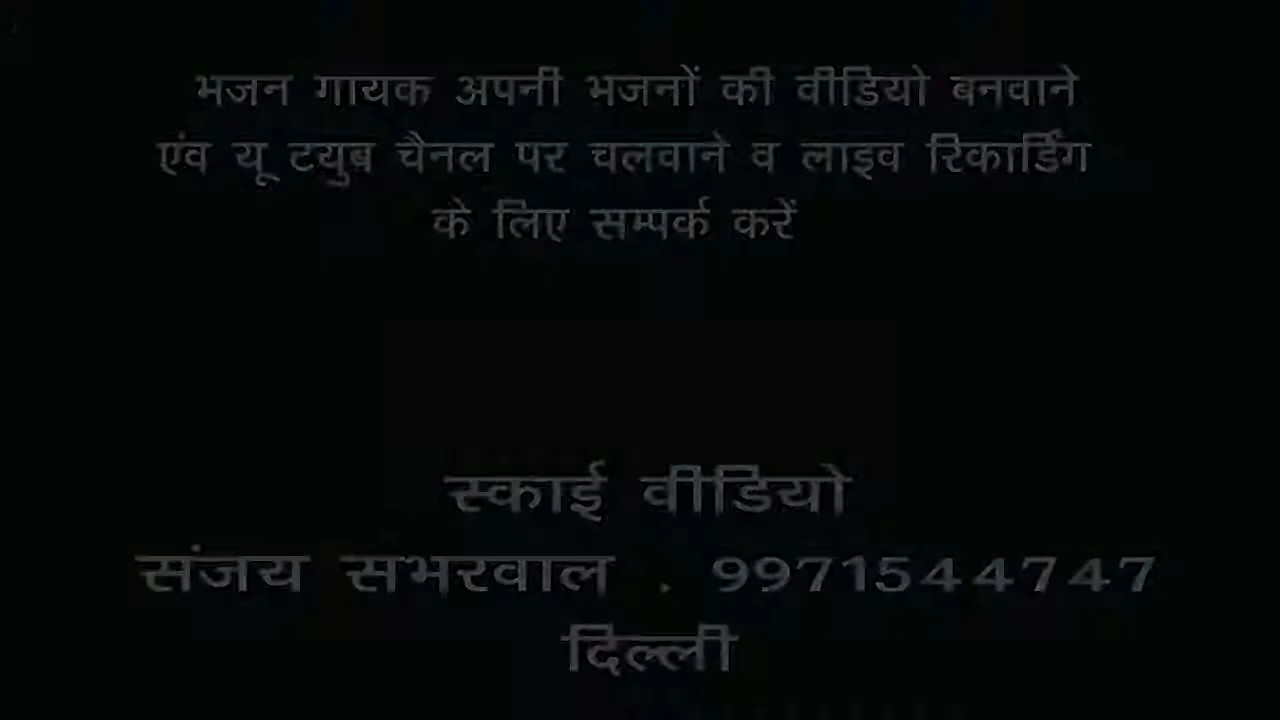 भजन गायक अपनी भजनों की वीडियो बनवाने
एंव यू टयुब चैनल पर चलवाने व लाइव रिकार्डिंग
के लिए सम्पर्क करें
स्काई वीडियो
संजय सभरवाल . 9971544747
दिल्ली